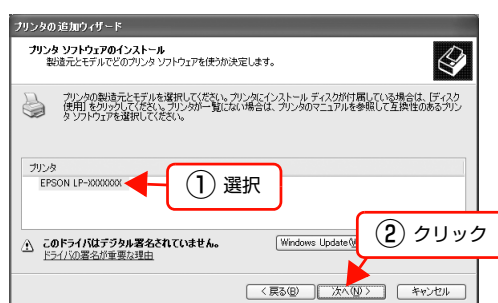 プリンタの追加ウィザード
プリンタ ソフトウェアのインストール
製造元とモデルでどのプリンタ ソフトウェアを使うか決定します。
プリンタの製造元とモデルを選択してください。プリンタにインストール ディスクが付属している場合は、[ディスク
使用] をクリックしてください。プリンタが一覧にない場合は、プリンタのマニュアルを参照して互換性のあるプリン
タ ソフトウェアを選択してください。
プリンタ
EPSON LP-XXXXXXX
① 選択
このドライバはデジタル署名されていません。
ドライバの署名が重要な理由
Windows Update(W)
② クリック
< 戻る(B)
次へ(N) >
キャンセル